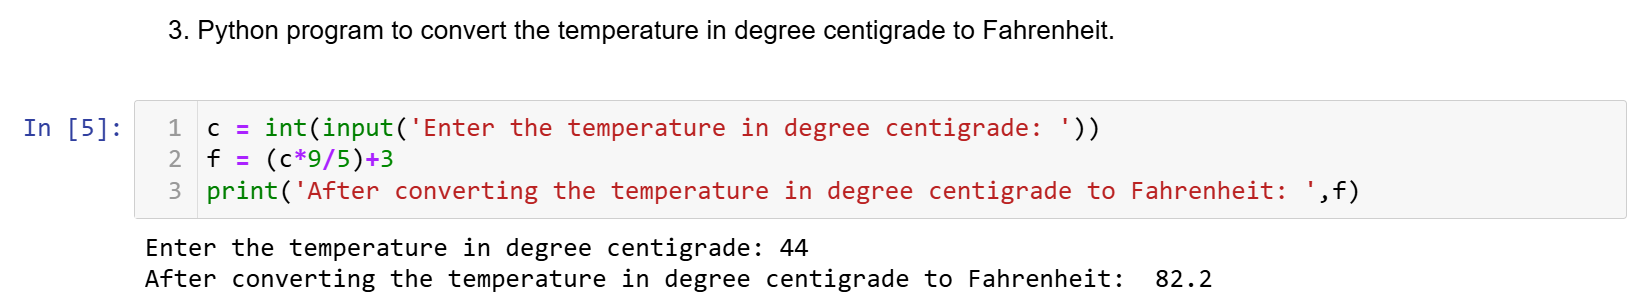 3. Python program to convert the temperature in degree centigrade to Fahrenheit.
In [5]:
1 c = int(input('Enter the temperature in degree centigrade: '))
2 f = (c*9/5)+3
3 print('After converting the temperature in degree centigrade to Fahrenheit: ',f)
Enter the temperature in degree centigrade: 44
After converting the temperature in degree centigrade to Fahrenheit:  82.2